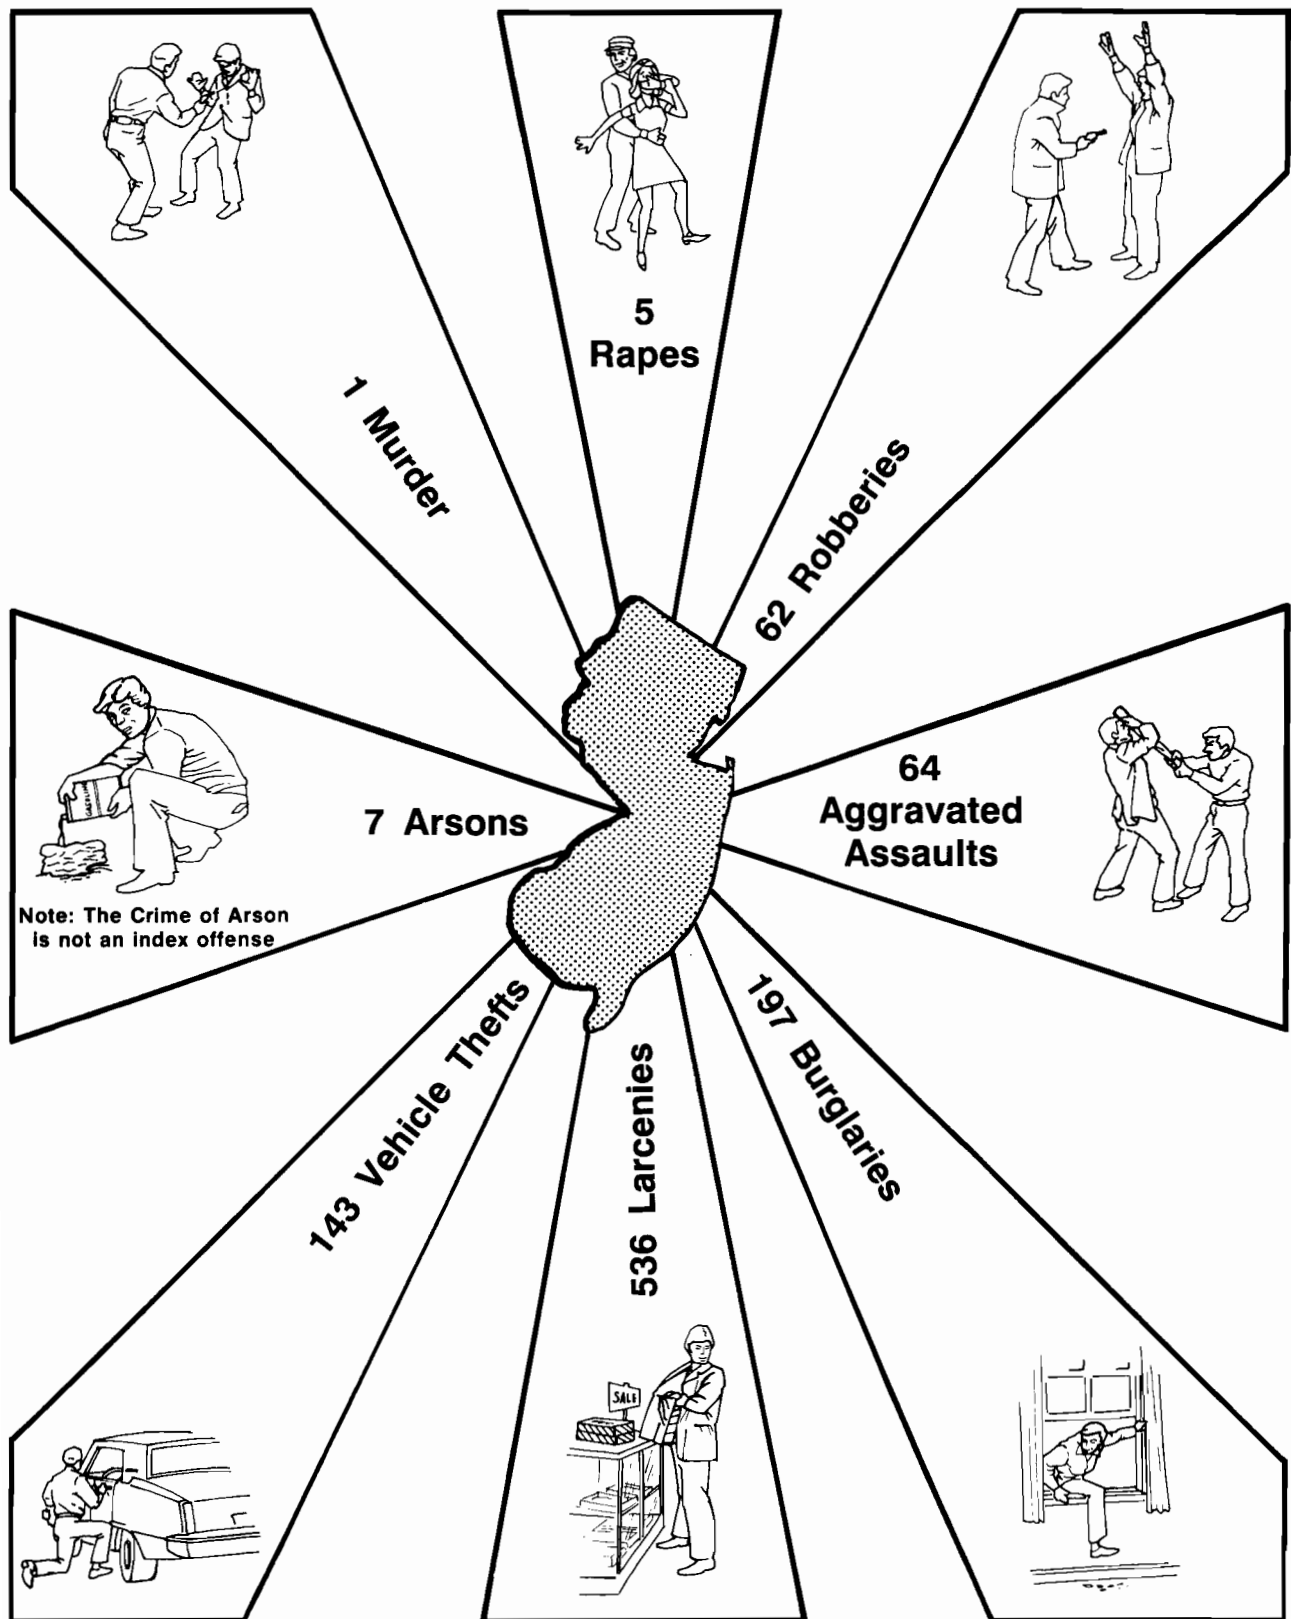 5
Rapes
1 Murder
62 Robberies
7 Arsons
GASOLINE
Note: The Crime of Arson
is not an index offense
64
Aggravated
Assaults
143 Vehicle Thefts
536 Larcenies
197 Burglaries
SALE